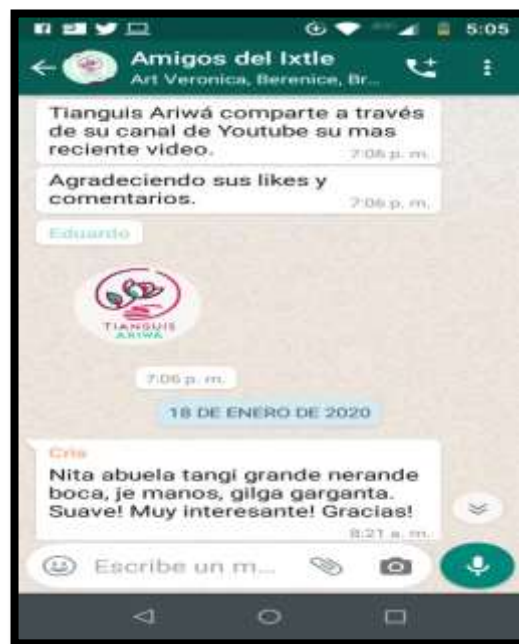 5:05
Amigos del Ixtle
Art Veronica, Berenice, Br...
Tianguis Ariwá comparte a través
de su canal de Youtube su mas
reciente video.
7:06 p. m.
Agradeciendo sus likes y
comentarios.
7:06 p. m.
Eduardo
TIANGUIS
ARIWÁ
7:06 p. m.
18 DE ENERO DE 2020
Cris
Nita abuela tangi grande nerande
boca, je manos, gilga garganta.
Suave! Muy interesante! Gracias!
8:21 a. m.
Escribe un m...